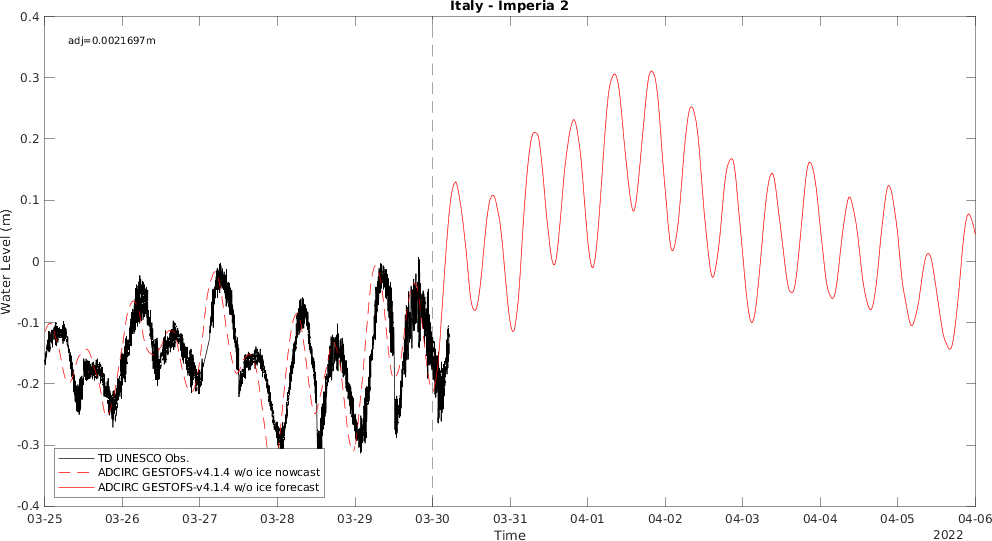 Italy - Imperia 2
adj=0.0021697m
Water Level (m)
0.4
0.3
0.2
0.1
0
-0.1
-0.2
-0.3
-0.4
TD UNESCO Obs.
ADCIRC GESTOFS-v4.1.4 w/o ice nowcast
ADCIRC GESTOFS-v4.1.4 w/o ice forecast
03-25 03-26 03-27 03-28 03-29 03-30 03-31 04-01 04-02 04-03 04-04 04-05 04-06
Time
2022